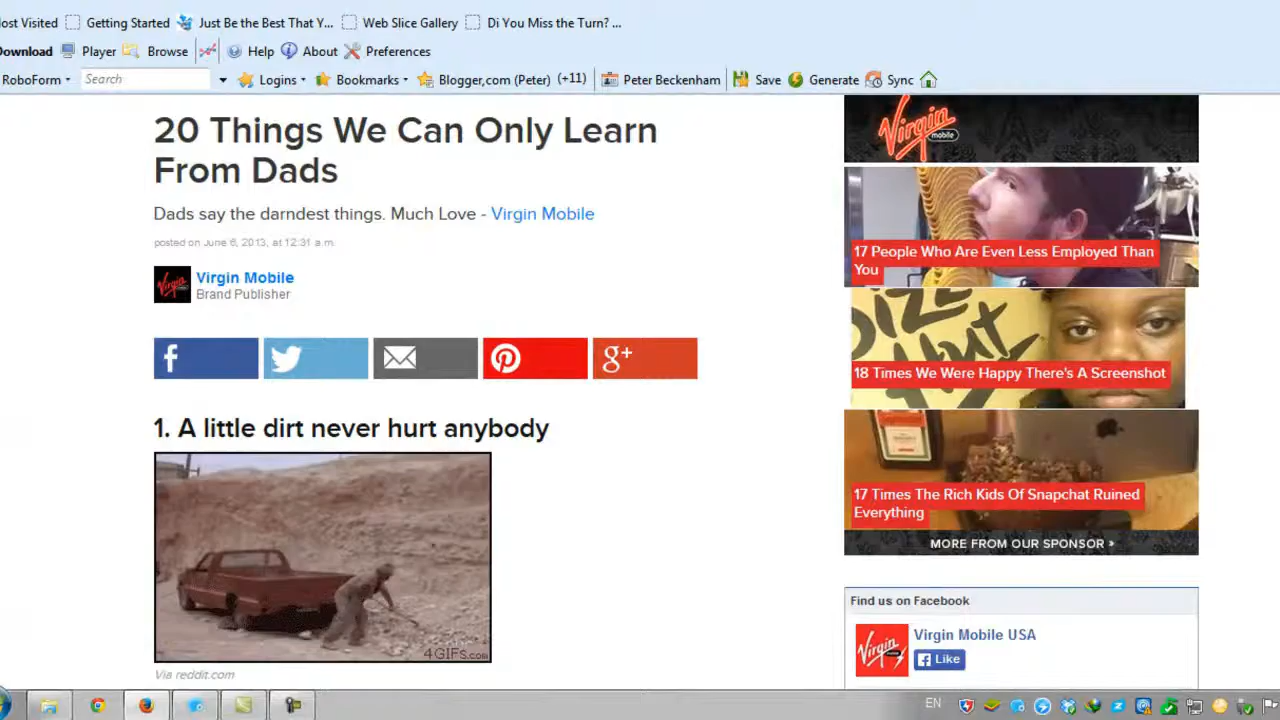 ost Visited Getting Started Just Be the Best That Y... Web Slice Gallery Di You Miss the Turn? ...
Download Player Browse Help About Preferences
RoboForm Search Logins Bookmarks Blogger,com (Peter) (+11) Peter Beckenham Save Generate Sync
20 Things We Can Only Learn
From Dads
Dads say the darndest things. Much Love - Virgin Mobile
posted on June 6, 2013, at 12:31 a.m.
Virgin Mobile
Brand Publisher
f g+
1. A little dirt never hurt anybody
4GIFs.com
Via reddit.com
Virgin mobile
17 People Who Are Even Less Employed Than
You
18 Times We Were Happy There's A Screenshot
17 Times The Rich Kids Of Snapchat Ruined
Everything
MORE FROM OUR SPONSOR »
Find us on Facebook
Virgin Mobile USA
Like
EN